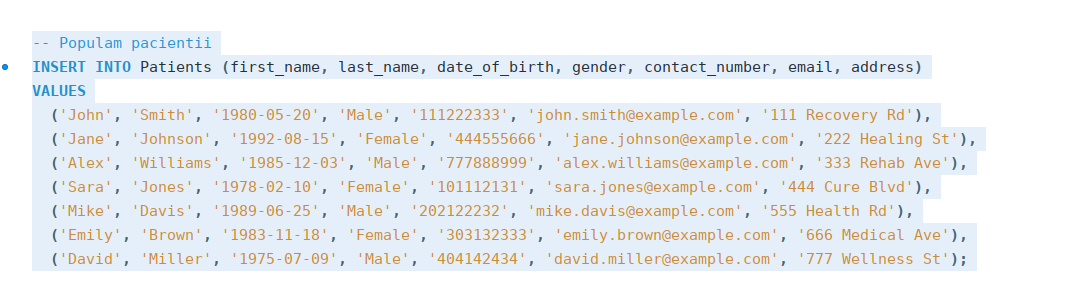 -- Populam pacientii
INSERT INTO Patients (first_name, last_name, date_of_birth, gender, contact_number, email, address)
VALUES
('John', 'Smith', '1980-05-20', 'Male', '111222333', 'john.smith@example.com', '111 Recovery Rd'),
('Jane', 'Johnson', '1992-08-15', 'Female', '444555666', 'jane.johnson@example.com', '222 Healing St'),
('Alex', 'Williams', '1985-12-03', 'Male', '777888999', 'alex.williams@example.com', '333 Rehab Ave'),
('Sara', 'Jones', '1978-02-10', 'Female', '101112131', 'sara.jones@example.com', '444 Cure Blvd'),
('Mike', 'Davis', '1989-06-25', 'Male', '202122232', 'mike.davis@example.com', '555 Health Rd'),
('Emily', 'Brown', '1983-11-18', 'Female', '303132333', 'emily.brown@example.com', '666 Medical Ave'),
('David', 'Miller', '1975-07-09', 'Male', '404142434', 'david.miller@example.com', '777 Wellness St');